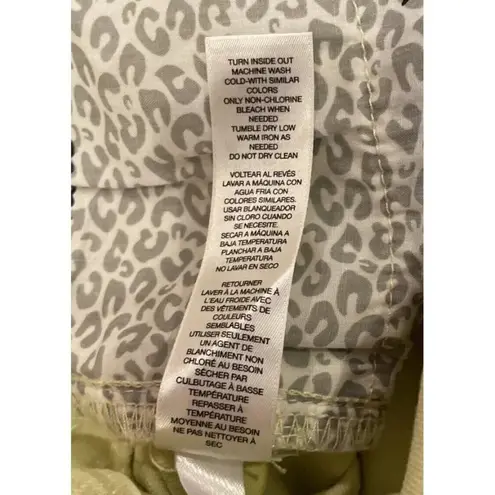 TURN INSIDE OUT
MACHINE WASH
COLD-WITH SIMILAR
COLORS
ONLY NON-CHLORINE
BLEACH WHEN
NEEDED
TUMBLE DRY LOW
WARM IRON AS
NEEDED
DO NOT DRY CLEAN
VOLTEAR AL REVÉS
LAVAR A MÁQUINA CON
AGUA FRIA CON
COLORES SIMILARES.
USAR BLANQUEADOR
SIN CLORO CUANDO
SE NECESITE.
SECAR A MÁQUINA A
BAJA TEMPERATURA
PLANCHAR A BAJA
TEMPERATURA
NO LAVAR EN SECO
RETOURNER
LAVER À LA MACHINE À
L'EAU FROIDE AVEC
DES VÊTEMENTS DE
COULEURS
SEMBLABLES
UTILISER SEULEMENT
UN AGENT DE
BLANCHIMENT NON
CHLORÉ AU BESOIN
SÉCHER PAR
CULBUTAGE À BASSE
TEMPÉRATURE
REPASSER À
TEMPÉRATURE
MOYENNE AU BESOIN
NE PAS NETTOYER À
SEC